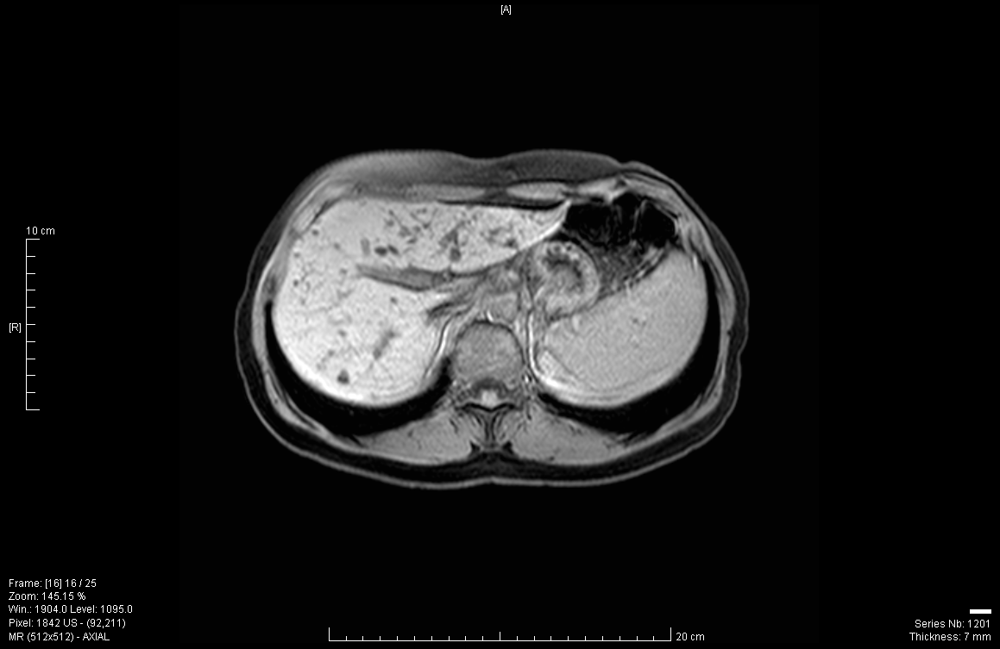 [A]
10 cm
[R]
Frame: [16] 16 / 25
Zoom: 145.15 %
Win.: 1904.0 Level: 1095.0
Pixel: 1842 US - (92,211)
MR (512x512) - AXIAL
20 cm
Series Nb: 1201
Thickness: 7 mm